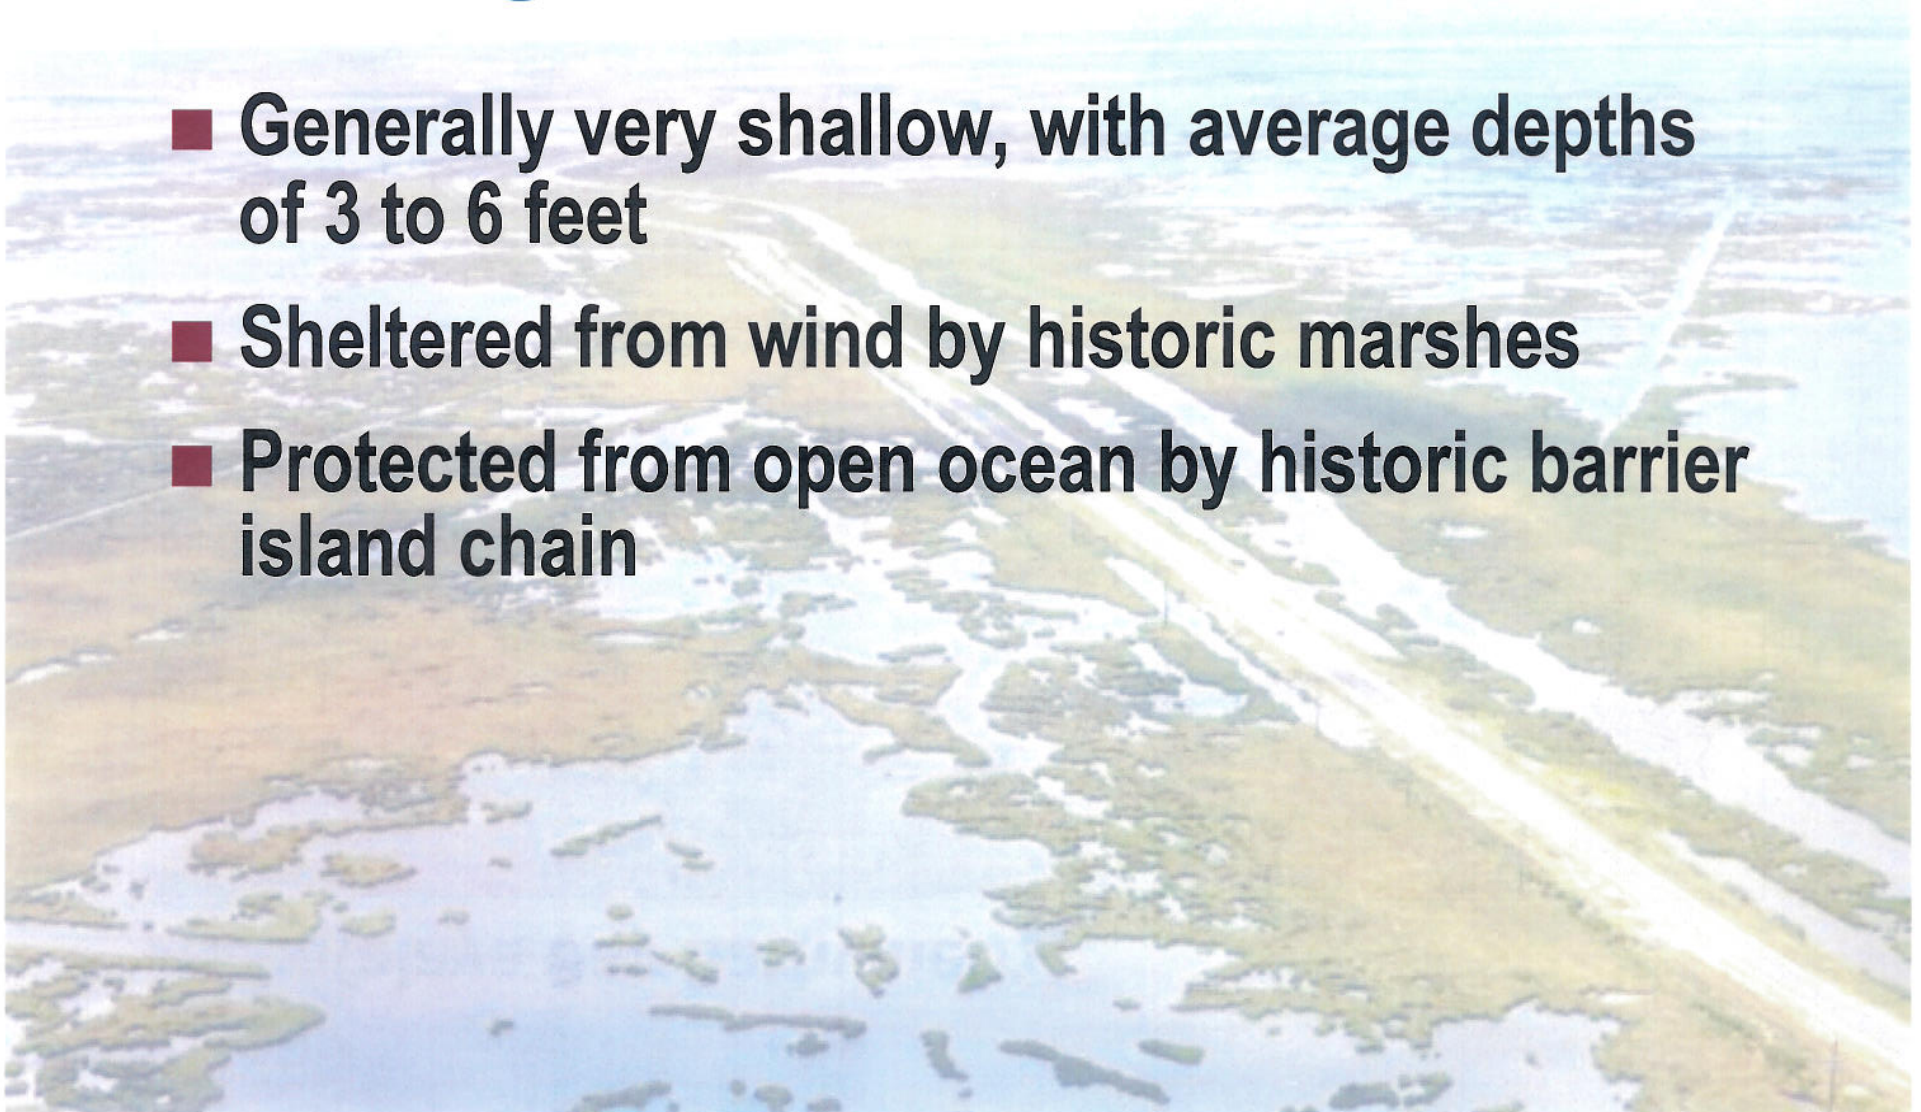 ■ Generally very shallow, with average depths
of 3 to 6 feet
■ Sheltered from wind by historic marshes
■ Protected from open ocean by historic barrier
island chain